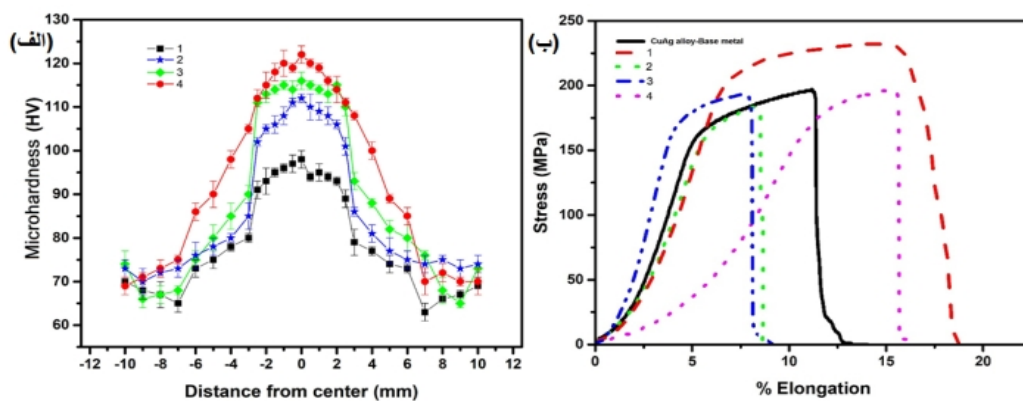 (الف)
130
120
110
100
90
80
70
60
Microhardness (HV)
1
2
3
4
-12 -10 -8 -6 -4 -2 0 2 4 6 8 10 12
Distance from center (mm)
(ب)
250
200
150
100
50
0
Stress (MPa)
CuAg alloy-Base metal
1
2
3
4
0 5 10 15 20
% Elongation